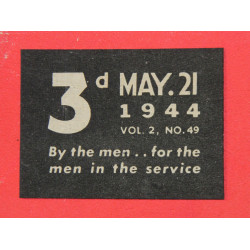 3d MAY. 21
1944
VOL. 2, NO. 49
By the men . . for the
men in the service